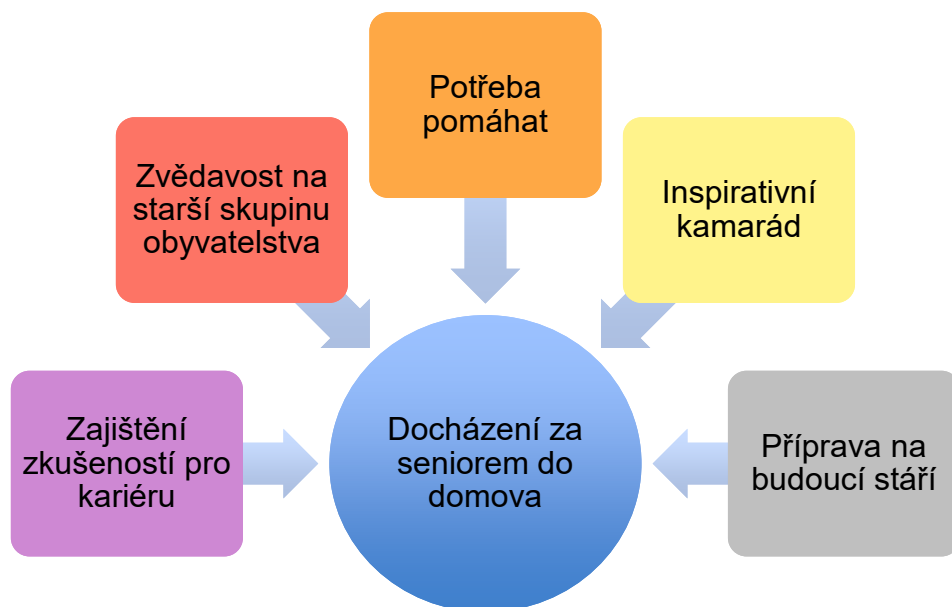 Potřeba
pomáhat
Zvědavost na
starší skupinu
obyvatelstva
Inspirativní
kamarád
Zajištění
zkušeností pro
kariéru
Docházení za
seniorem do
domova
Příprava na
budoucí stáří